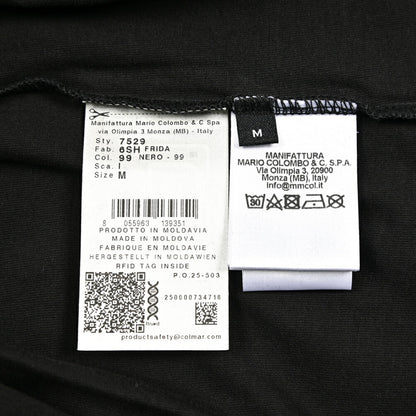 Manifattura Mario Colombo & C. Spa
via Olimpia 3 Monza (MB) - Italy
Sty. 7529
Fab. 6SH FRIDA
Col. 99 NERO - 99
Sca. I
Size M
8 055963 139351
PRODOTTO IN MOLDAVIA
MADE IN MOLDOVA
FABRIQUE EN MOLDAVIE
HERGESTELLT IN MOLDAWIEN
RFID TAG INSIDE
P.O.25-503
250000734716
productsafety@colmar.com
M
MANIFATTURA
MARIO COLOMBO & C. S.P.A.
Via Olimpia 3, 20900
Monza (MB), Italy
info@mmcol.it